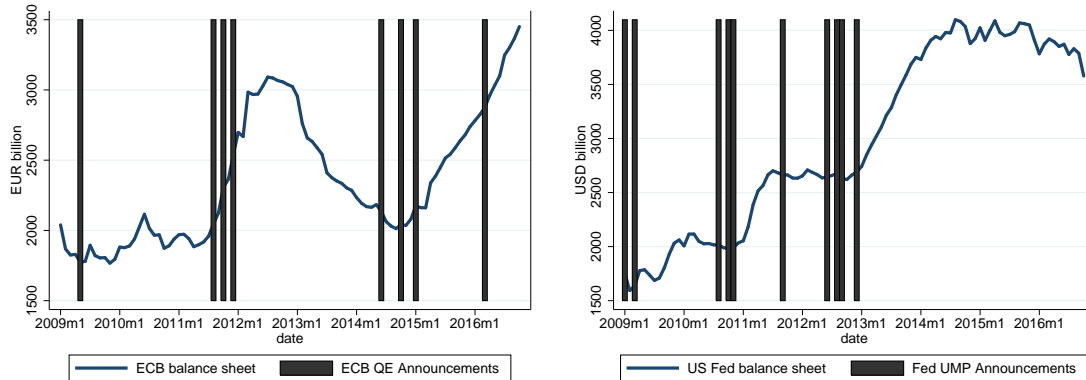 3500
3000
2500
2000
1500
EUR billion
2009m1 2010m1 2011m1 2012m1 2013m1 2014m1 2015m1 2016m1
date
ECB balance sheet ECB QE Announcements
4000
3500
3000
2500
2000
1500
USD billion
2009m1 2010m1 2011m1 2012m1 2013m1 2014m1 2015m1 2016m1
date
US Fed balance sheet Fed UMP Announcements